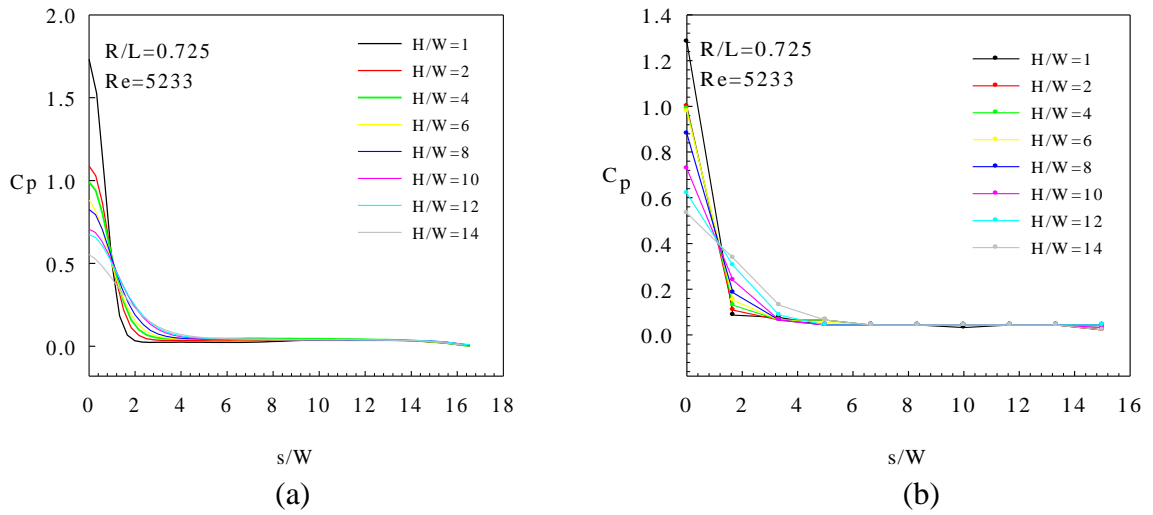 2.0
1.5
1.0
0.5
0.0
Cp
R/L=0.725
Re=5233
H/W=1
H/W=2
H/W=4
H/W=6
H/W=8
H/W=10
H/W=12
H/W=14
0 2 4 6 8 10 12 14 16 18
s/W
(a)
1.4
1.2
1.0
0.8
0.6
0.4
0.2
0.0
Cp
R/L=0.725
Re=5233
H/W=1
H/W=2
H/W=4
H/W=6
H/W=8
H/W=10
H/W=12
H/W=14
0 2 4 6 8 10 12 14 16
s/W
(b)